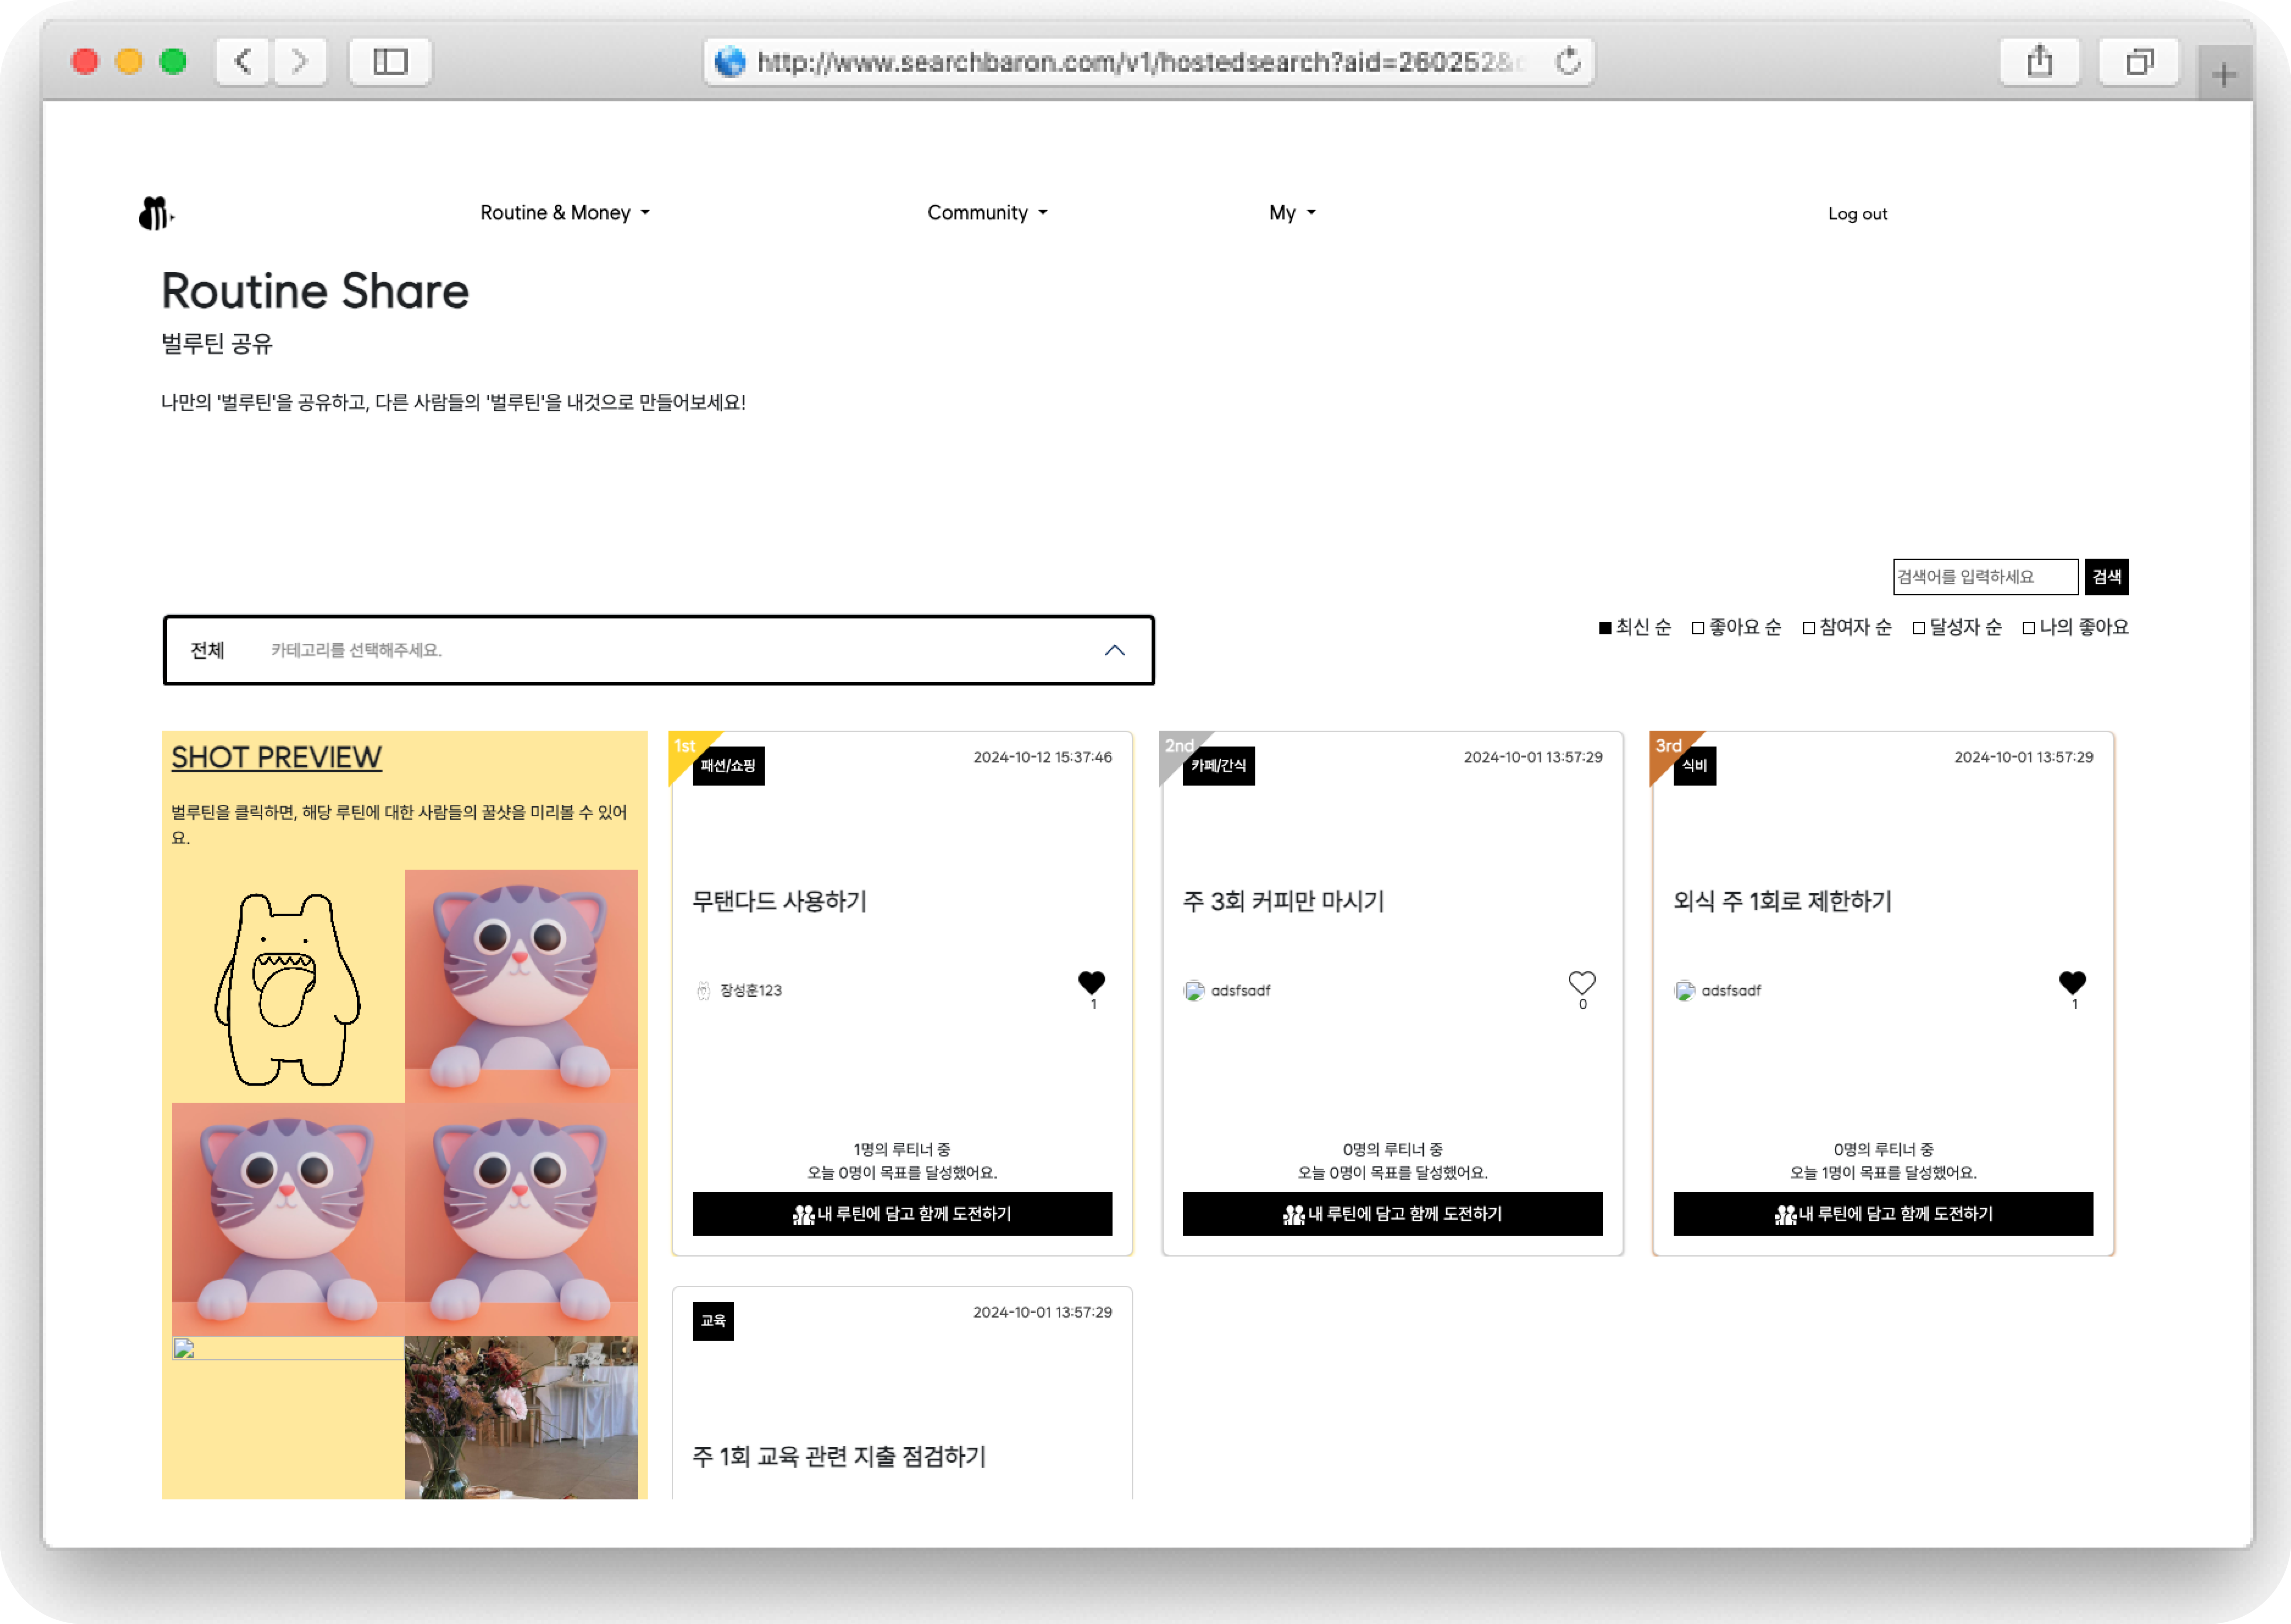 http://www.searchbaron.com/v1/hostedsearch?aid=260252&
Routine & Money
Community
My
Log out
Routine Share
벌루틴 공유
나만의 '벌루틴'을 공유하고, 다른 사람들의 '벌루틴'을 내것으로 만들어보세요!
검색어를 입력하세요 검색
최신 순 좋아요 순 참여자 순 달성자 순 나의 좋아요
전체 카테고리를 선택해주세요.
SHOT PREVIEW
벌루틴을 클릭하면, 해당 루틴에 대한 사람들의 꿀샷을 미리볼 수 있어
요.
1st
패션/쇼핑
2024-10-12 15:37:46
무탠다드 사용하기
장성훈123
1
1명의 루티너 중
오늘 0명이 목표를 달성했어요.
내 루틴에 담고 함께 도전하기
2nd
카페/간식
2024-10-01 13:57:29
주 3회 커피만 마시기
adsfsadf
0
0명의 루티너 중
오늘 0명이 목표를 달성했어요.
내 루틴에 담고 함께 도전하기
3rd
식비
2024-10-01 13:57:29
외식 주 1회로 제한하기
adsfsadf
1
0명의 루티너 중
오늘 1명이 목표를 달성했어요.
내 루틴에 담고 함께 도전하기
교육
2024-10-01 13:57:29
주 1회 교육 관련 지출 점검하기